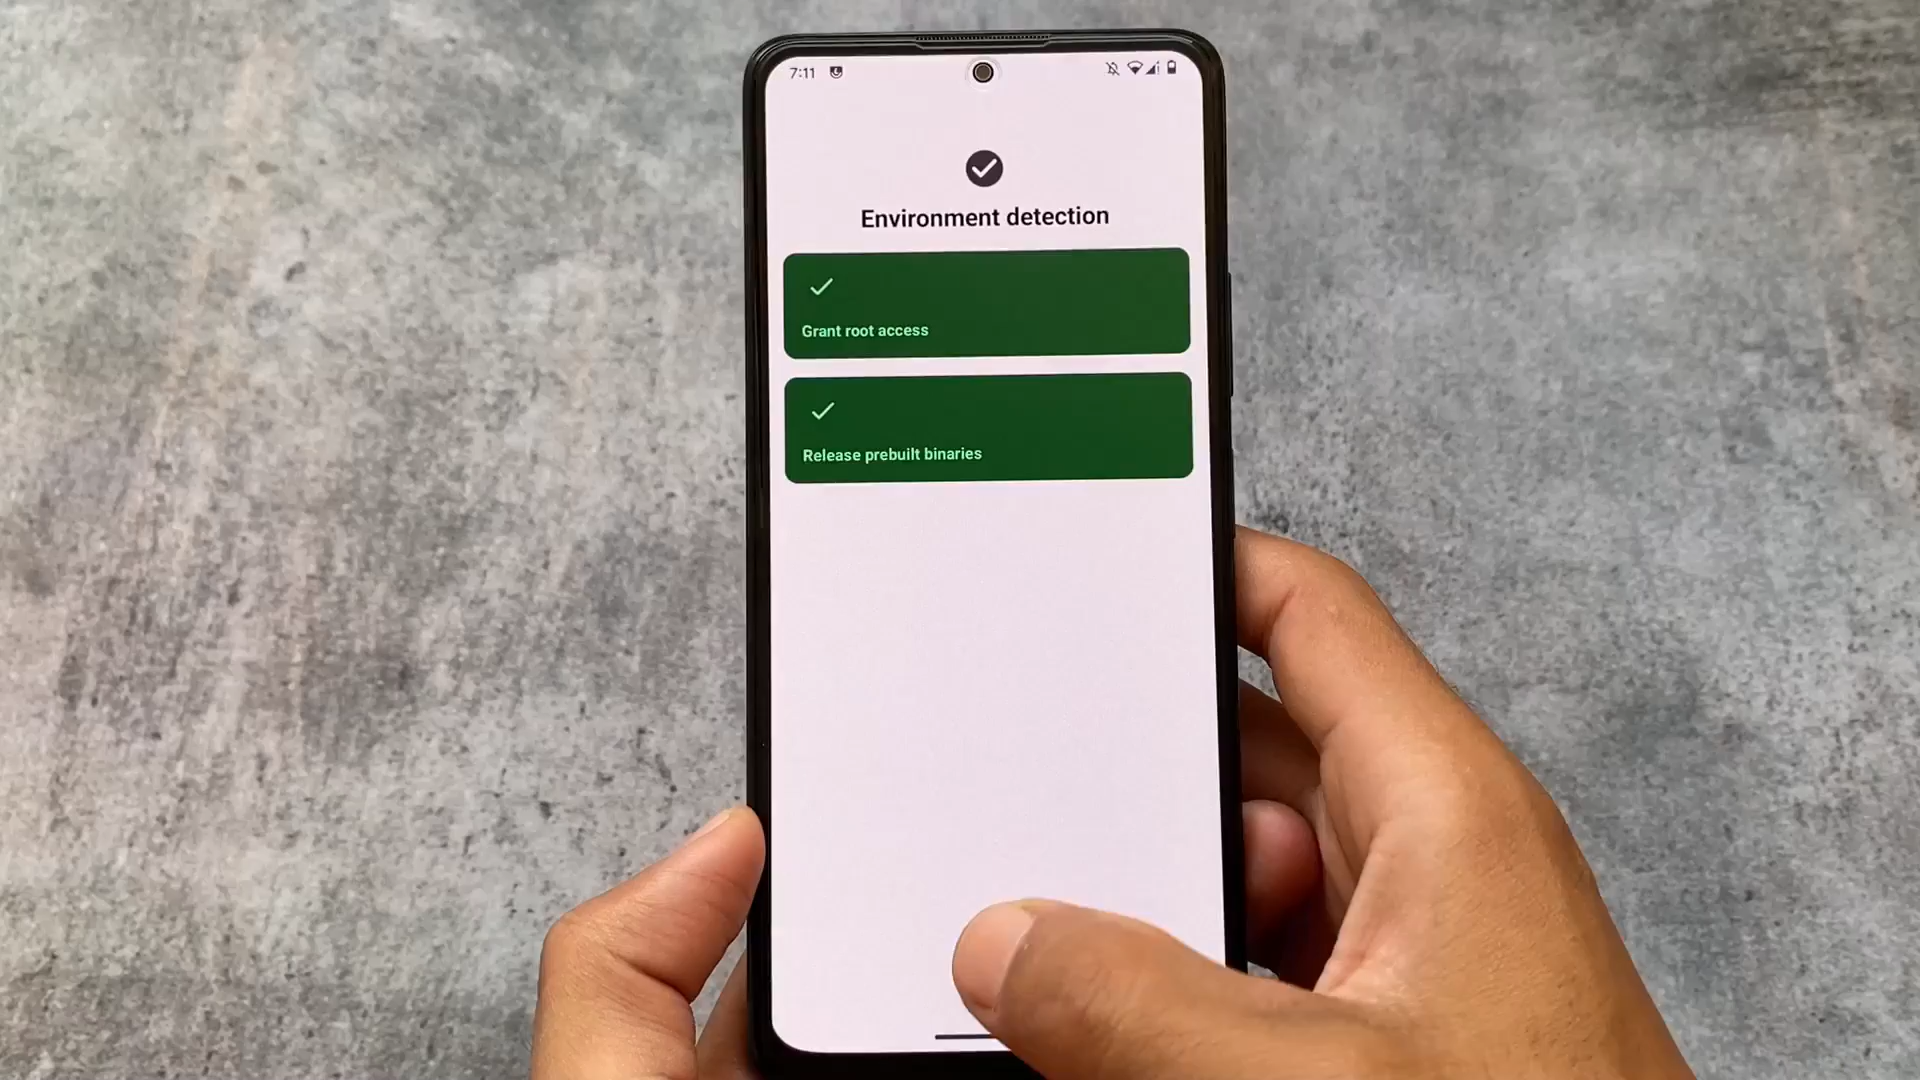 7:11
Environment detection
Grant root access
Release prebuilt binaries